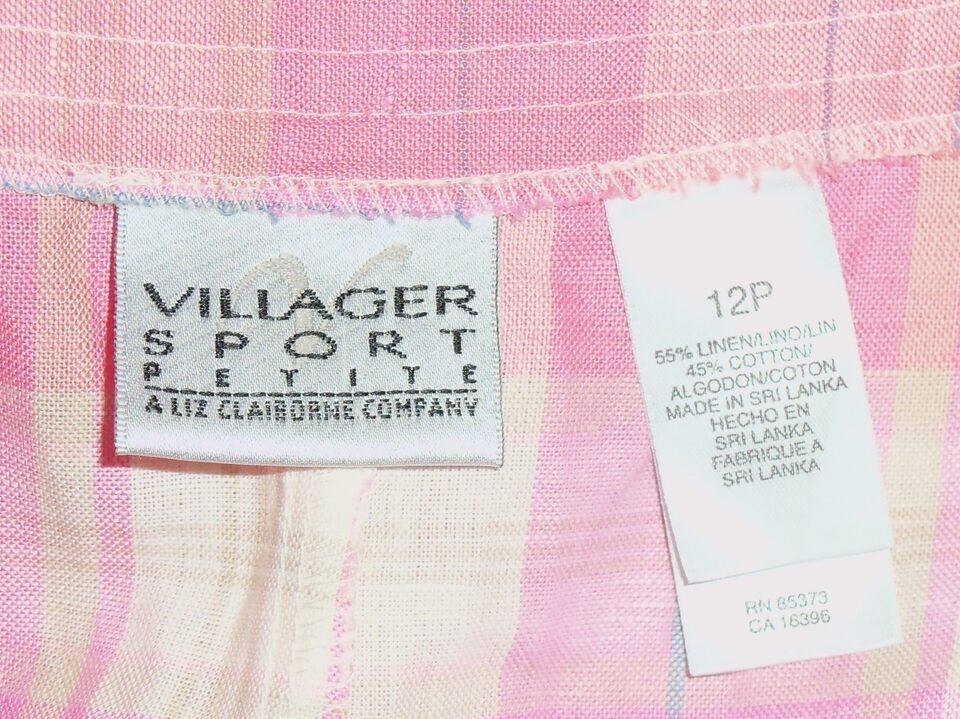 VILLAGER
SPORT
PETITE
A LIZ CLAIBORNE COMPANY
12P
55% LINEN/LINO/LIN
45% COTTON/
ALGODON/COTON
MADE IN SRI LANKA
HECHO EN
SRI LANKA
FABRIQUE A
SRI LANKA
RN 85373
CA 16396